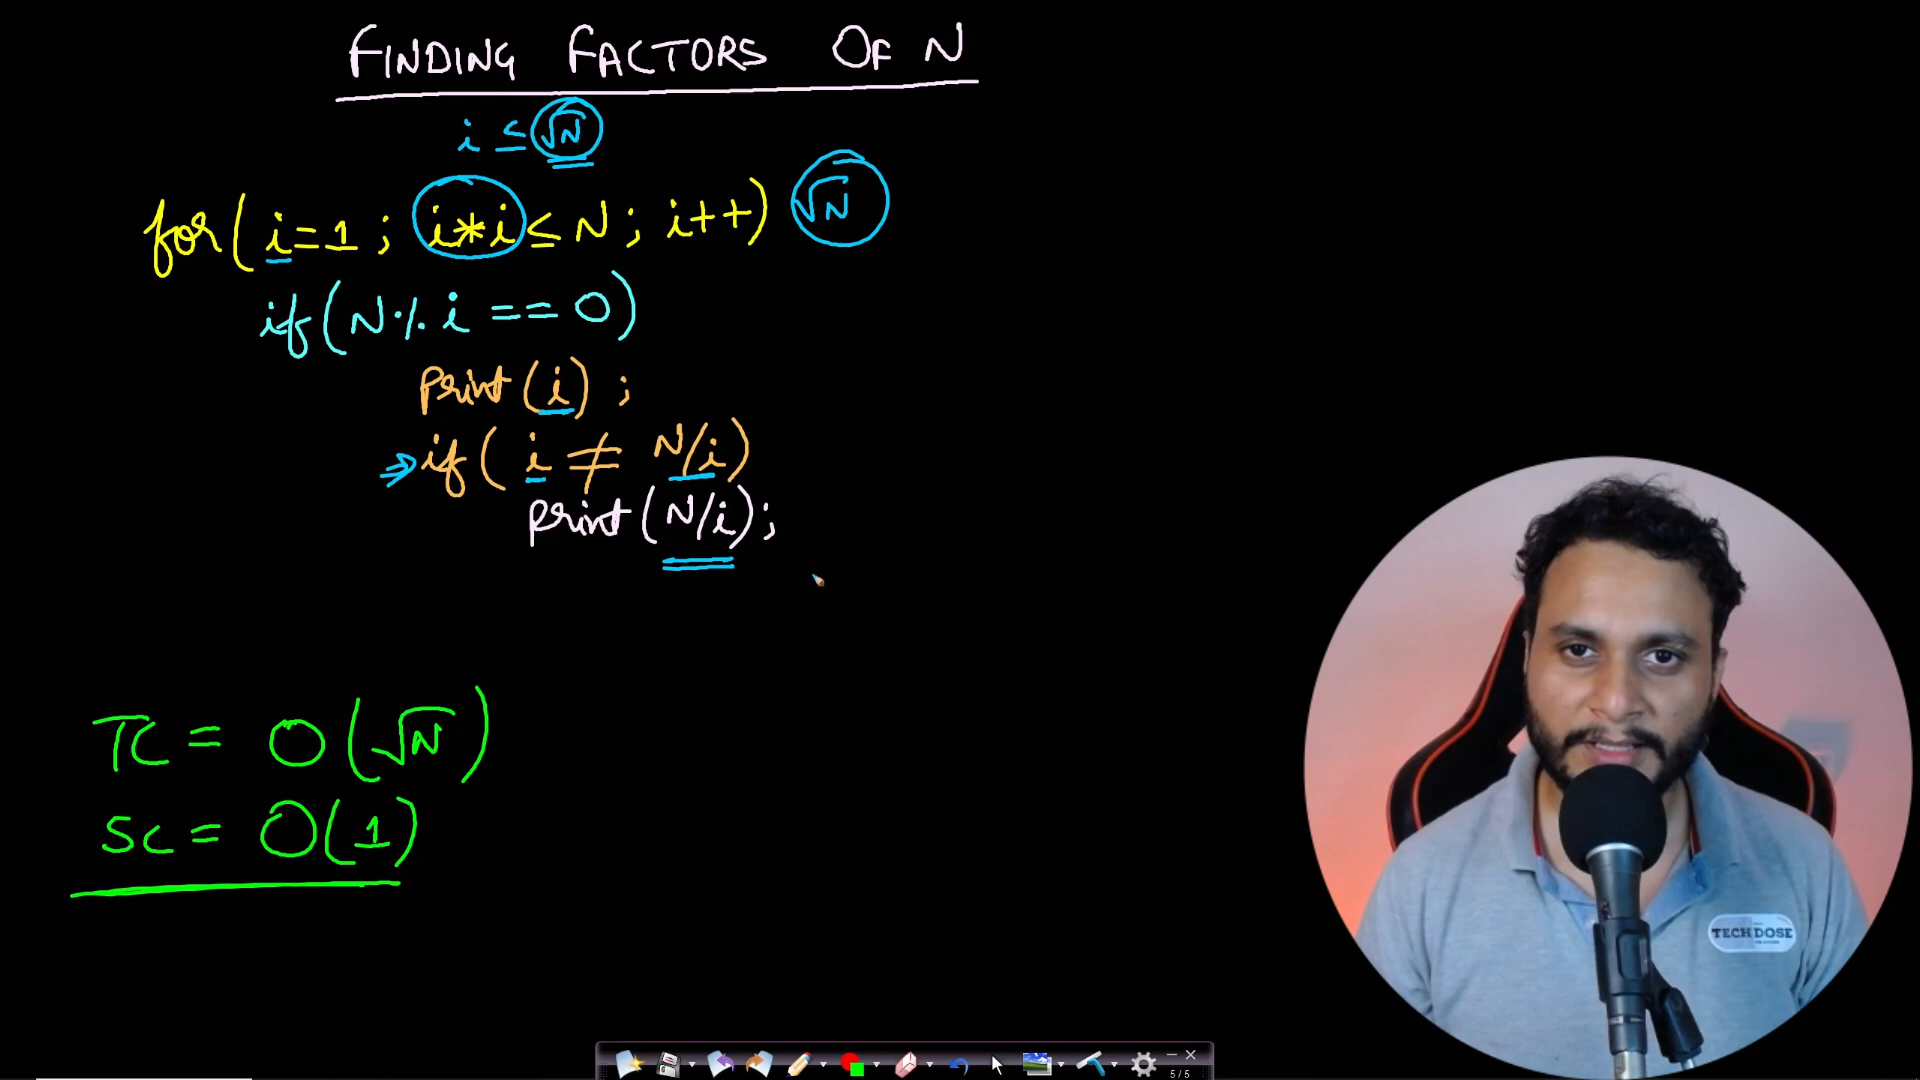 FINDING FACTORS OF N
i ≤ √N
for( i=1 ; i*i ≤ N ; i++) √N
if( N % i == 0)
Print( i ) ;
⇒ if( i ≠ N/i )
Print( N/i ) ;
TC = O(√N)
SC = O(1)
TECH DOSE
5/5